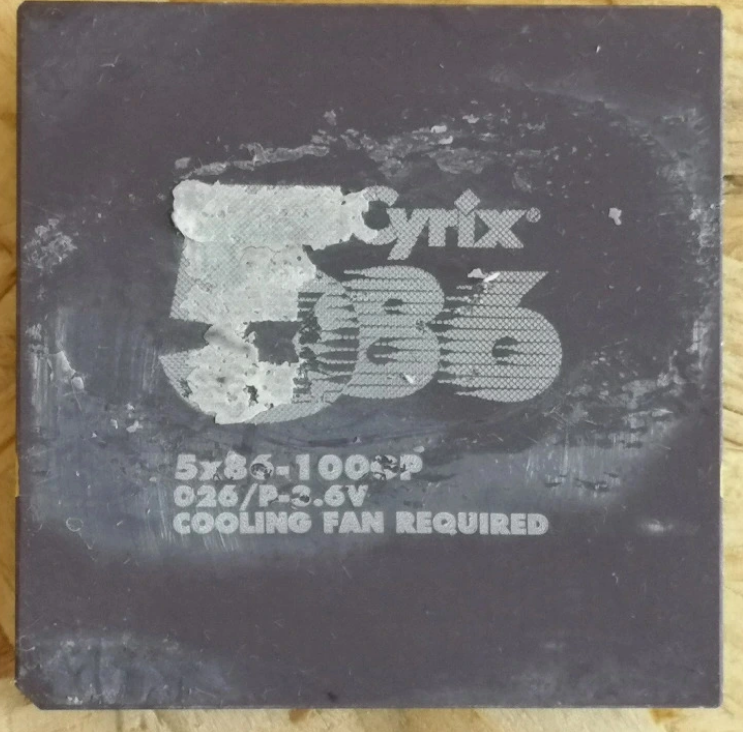 Cyrix®
586
5x86-100GP
026/P-3.6V
COOLING FAN REQUIRED